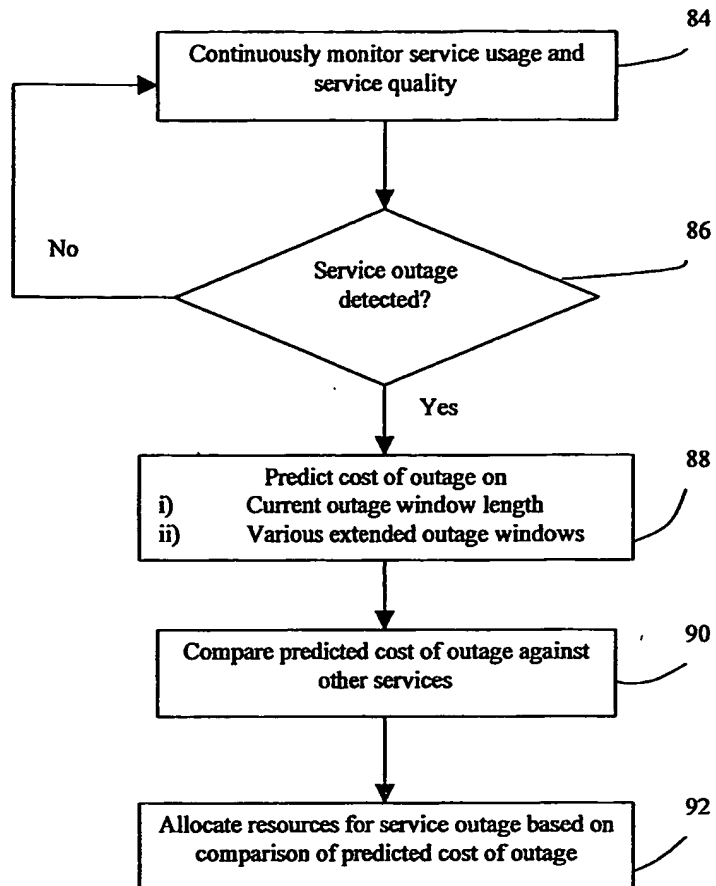 84
Continuously monitor service usage and
service quality
86
No
Service outage
detected?
Yes
88
Predict cost of outage on
i) Current outage window length
ii) Various extended outage windows
90
Compare predicted cost of outage against
other services
92
Allocate resources for service outage based on
comparison of predicted cost of outage